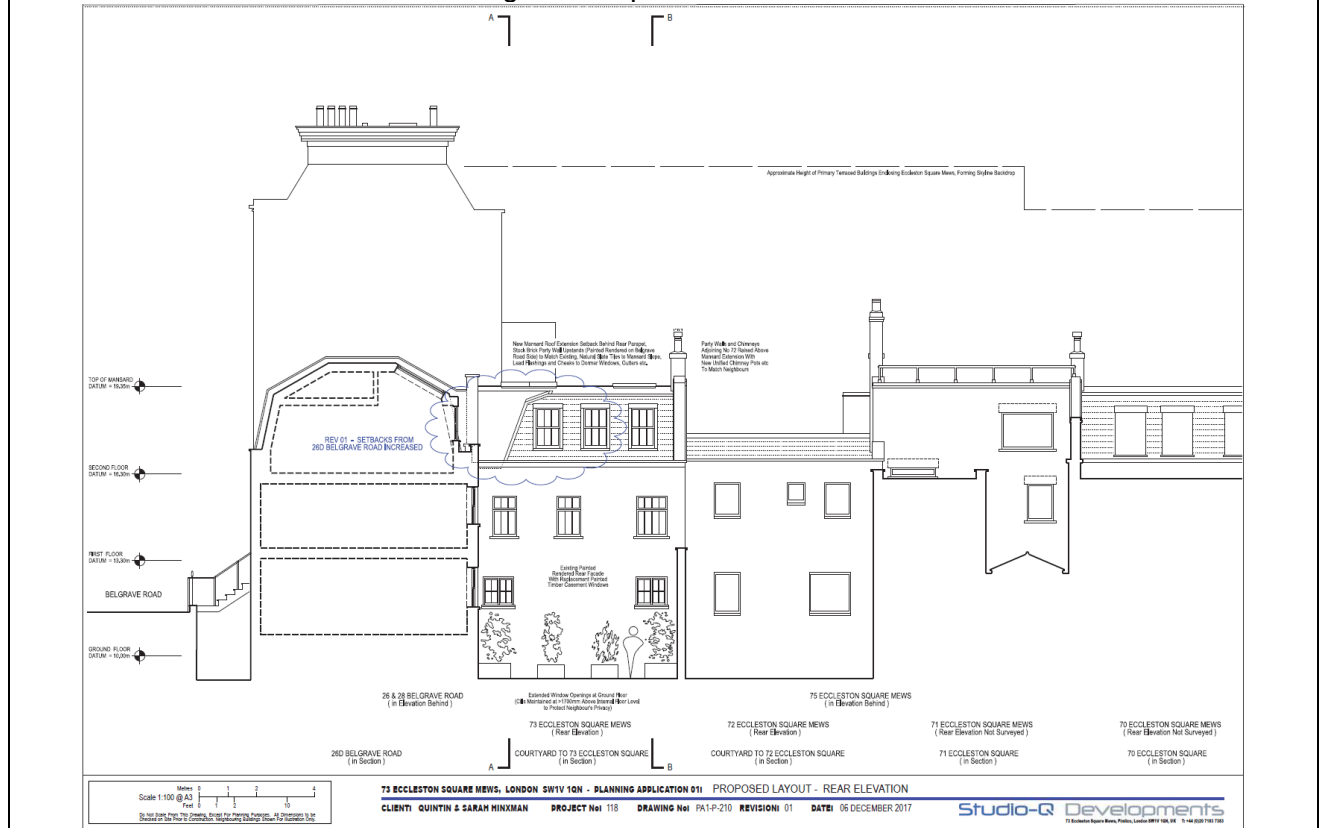 A
B
Approximate Height of Primary Terraced Buildings Enclosing Eccleston Square Mews, Forming Skyline Backdrop
New Mansard Roof Extension Setback Behind Rear Parapet,
Stock Brick Party Wall Upstands (Painted Rendered on Belgrave
Road Side) to Match Existing, Natural Slate Tiles to Mansard Slope,
Lead Flashings and Cheeks to Dormer Windows, Gutters etc.
Party Walls and Chimneys
Adjoining No 72 Raised Above
Mansard Extension With
New Unified Chimney Pots etc
To Match Neighbours
TOP OF MANSARD
DATUM = 19,35m
REV 01 - SETBACKS FROM
26D BELGRAVE ROAD INCREASED
SECOND FLOOR
DATUM = 16,30m
FIRST FLOOR
DATUM = 13,30m
Existing Painted
Rendered Rear Facade
With Replacement Painted
Timber Casement Windows
BELGRAVE ROAD
GROUND FLOOR
DATUM = 10,00m
26 & 28 BELGRAVE ROAD
( in Elevation Behind )
Extended Window Openings at Ground Floor
(Cills Maintained at >1700mm Above Internal Floor Level
to Protect Neighbour's Privacy)
75 ECCLESTON SQUARE MEWS
( in Elevation Behind )
73 ECCLESTON SQUARE MEWS
( Rear Elevation )
72 ECCLESTON SQUARE MEWS
( Rear Elevation )
71 ECCLESTON SQUARE MEWS
( Rear Elevation Not Surveyed )
70 ECCLESTON SQUARE MEWS
( Rear Elevation Not Surveyed )
26D BELGRAVE ROAD
( in Section )
COURTYARD TO 73 ECCLESTON SQUARE
( in Section )
COURTYARD TO 72 ECCLESTON SQUARE
( in Section )
71 ECCLESTON SQUARE
( in Section )
70 ECCLESTON SQUARE
( in Section )
A
B
Metres 0 1 2 4
Scale 1:100 @ A3
Feet 0 1 2 10
Do Not Scale From This Drawing, Except For Planning Purposes. All Dimensions to be
Checked on Site Prior to Construction. Neighbouring Buildings Shown For Illustration Only.
73 ECCLESTON SQUARE MEWS, LONDON SW1V 1QN - PLANNING APPLICATION 01: PROPOSED LAYOUT - REAR ELEVATION
CLIENT: QUINTIN & SARAH HINXMAN PROJECT No: 118 DRAWING No: PA1-P-210 REVISION: 01 DATE: 06 DECEMBER 2017
Studio-Q Developments
73 Eccleston Square Mews, Pimlico, London SW1V 1QN, UK